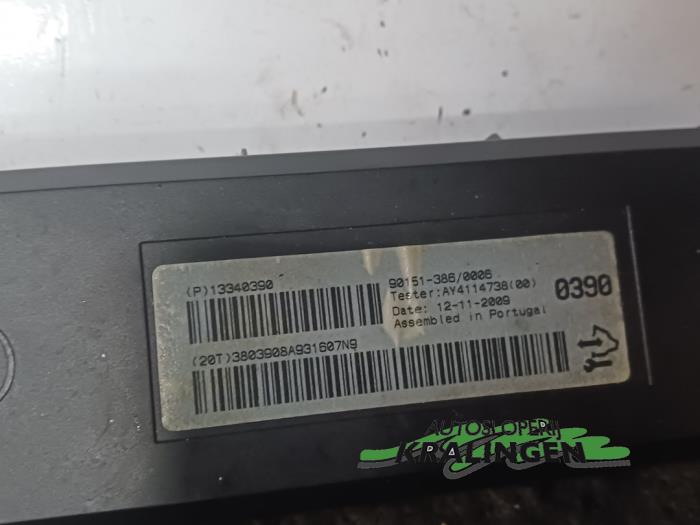 (P)13340390
90151-386/0006
Tester:AY4114738(00)
Date: 12-11-2009
Assembled in Portugal
0390
(20T)3803908A931607N9
AUTOSLOPERIJ
KRALINGEN